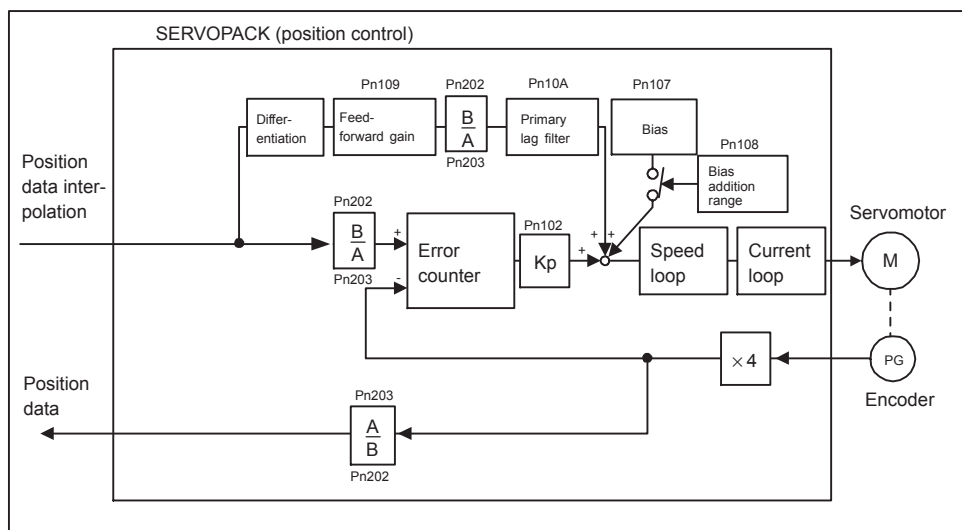 SERVOPACK (position control)
Pn109
Pn202
Pn10A
Pn107
Differ-
entiation
Feed-
forward gain
B
A
Pn203
Primary
lag filter
Bias
Pn108
Bias
addition
range
Position
data inter-
polation
Pn202
B
A
Pn203
+
-
Error
counter
Pn102
Kp
+
+
+
Speed
loop
Current
loop
Servomotor
M
×4
PG
Encoder
Position
data
Pn203
A
B
Pn202